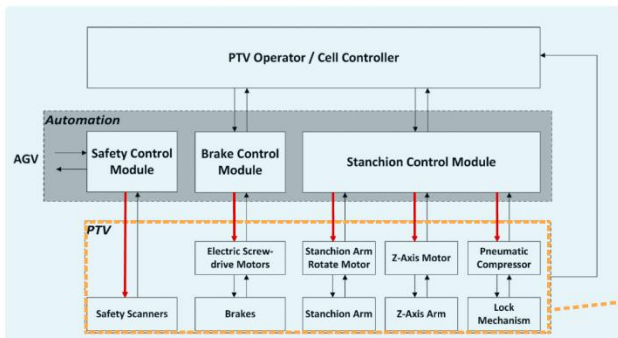 PTV Operator / Cell Controller
Automation
AGV
Safety Control
Module
Brake Control
Module
Stanchion Control Module
PTV
Electric Screw-
drive Motors
Stanchion Arm
Rotate Motor
Z-Axis Motor
Pneumatic
Compressor
Safety Scanners
Brakes
Stanchion Arm
Z-Axis Arm
Lock
Mechanism